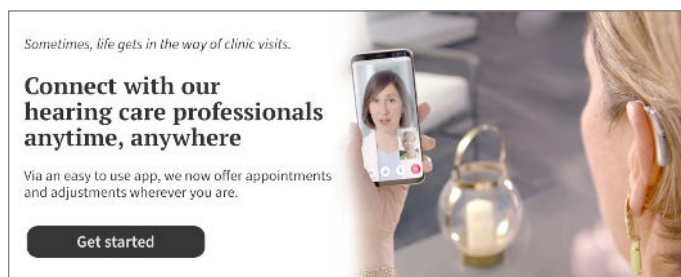 Sometimes, life gets in the way of clinic visits.
Connect with our
hearing care professionals
anytime, anywhere
Via an easy to use app, we now offer appointments
and adjustments wherever you are.
Get started